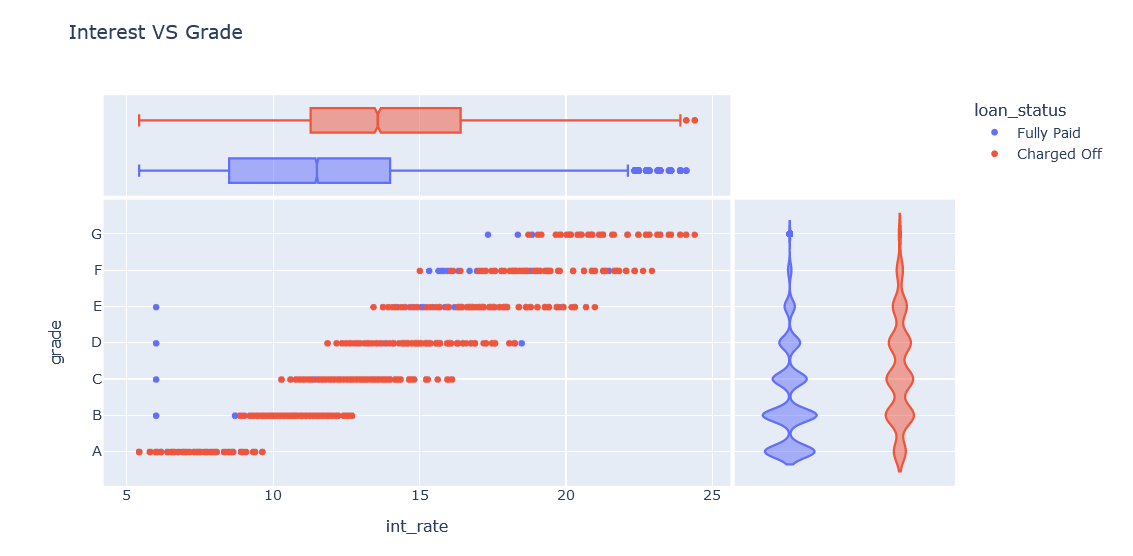 Interest VS Grade
loan_status
Fully Paid
Charged Off
G
F
E
D
C
B
A
grade
5 10 15 20 25
int_rate